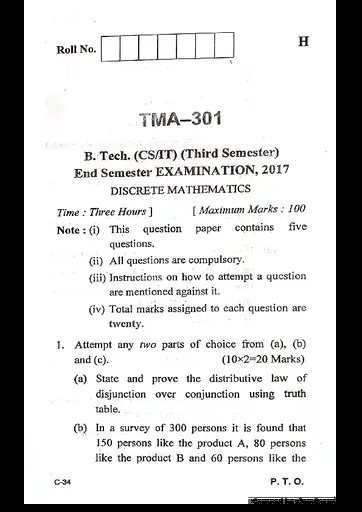 Roll No.
H
TMA–301
B. Tech. (CS/IT) (Third Semester)
End Semester EXAMINATION, 2017
DISCRETE MATHEMATICS
Time : Three Hours ] [ Maximum Marks : 100
Note : (i) This question paper contains five
questions.
(ii) All questions are compulsory.
(iii) Instructions on how to attempt a question
are mentioned against it.
(iv) Total marks assigned to each question are
twenty.
1. Attempt any two parts of choice from (a), (b)
and (c). (10×2=20 Marks)
(a) State and prove the distributive law of
disjunction over conjunction using truth
table.
(b) In a survey of 300 persons it is found that
150 persons like the product A, 80 persons
like the product B and 60 persons like the
C-34 P. T. O.